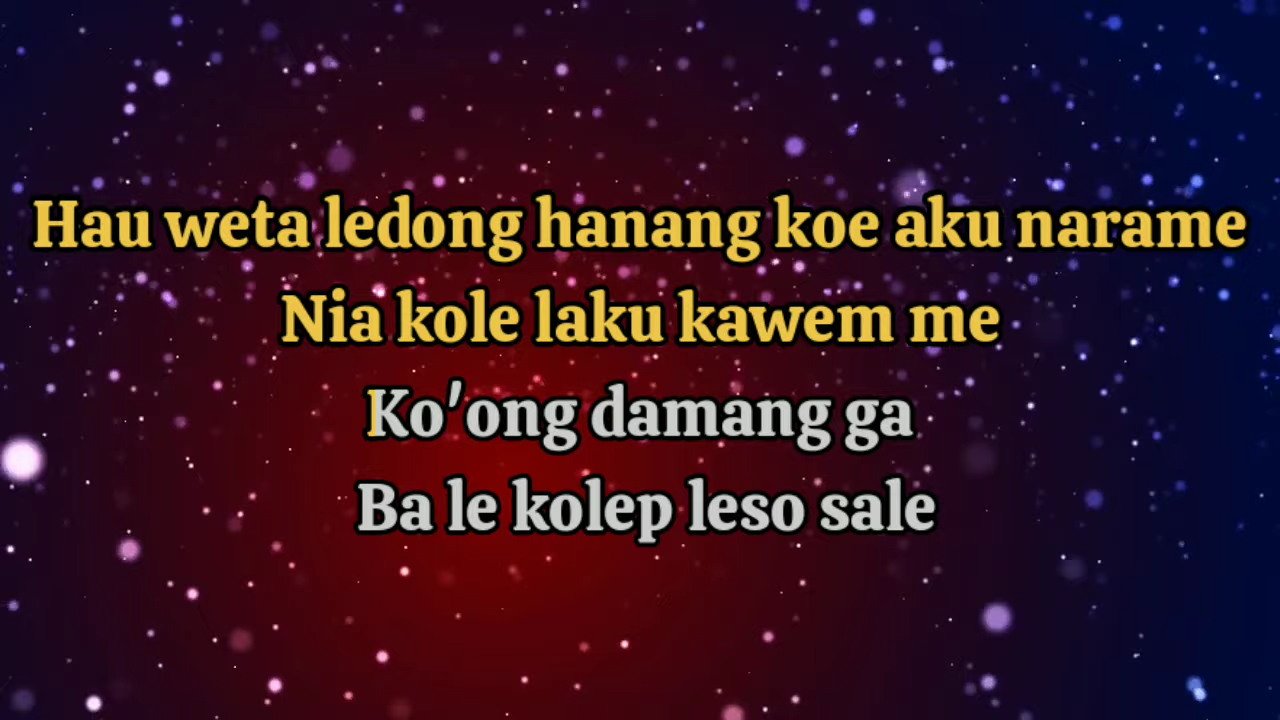 Hau weta ledong hanang koe aku narame
Nia kole laku kawem me
Ko'ong damang ga
Ba le kolep leso sale